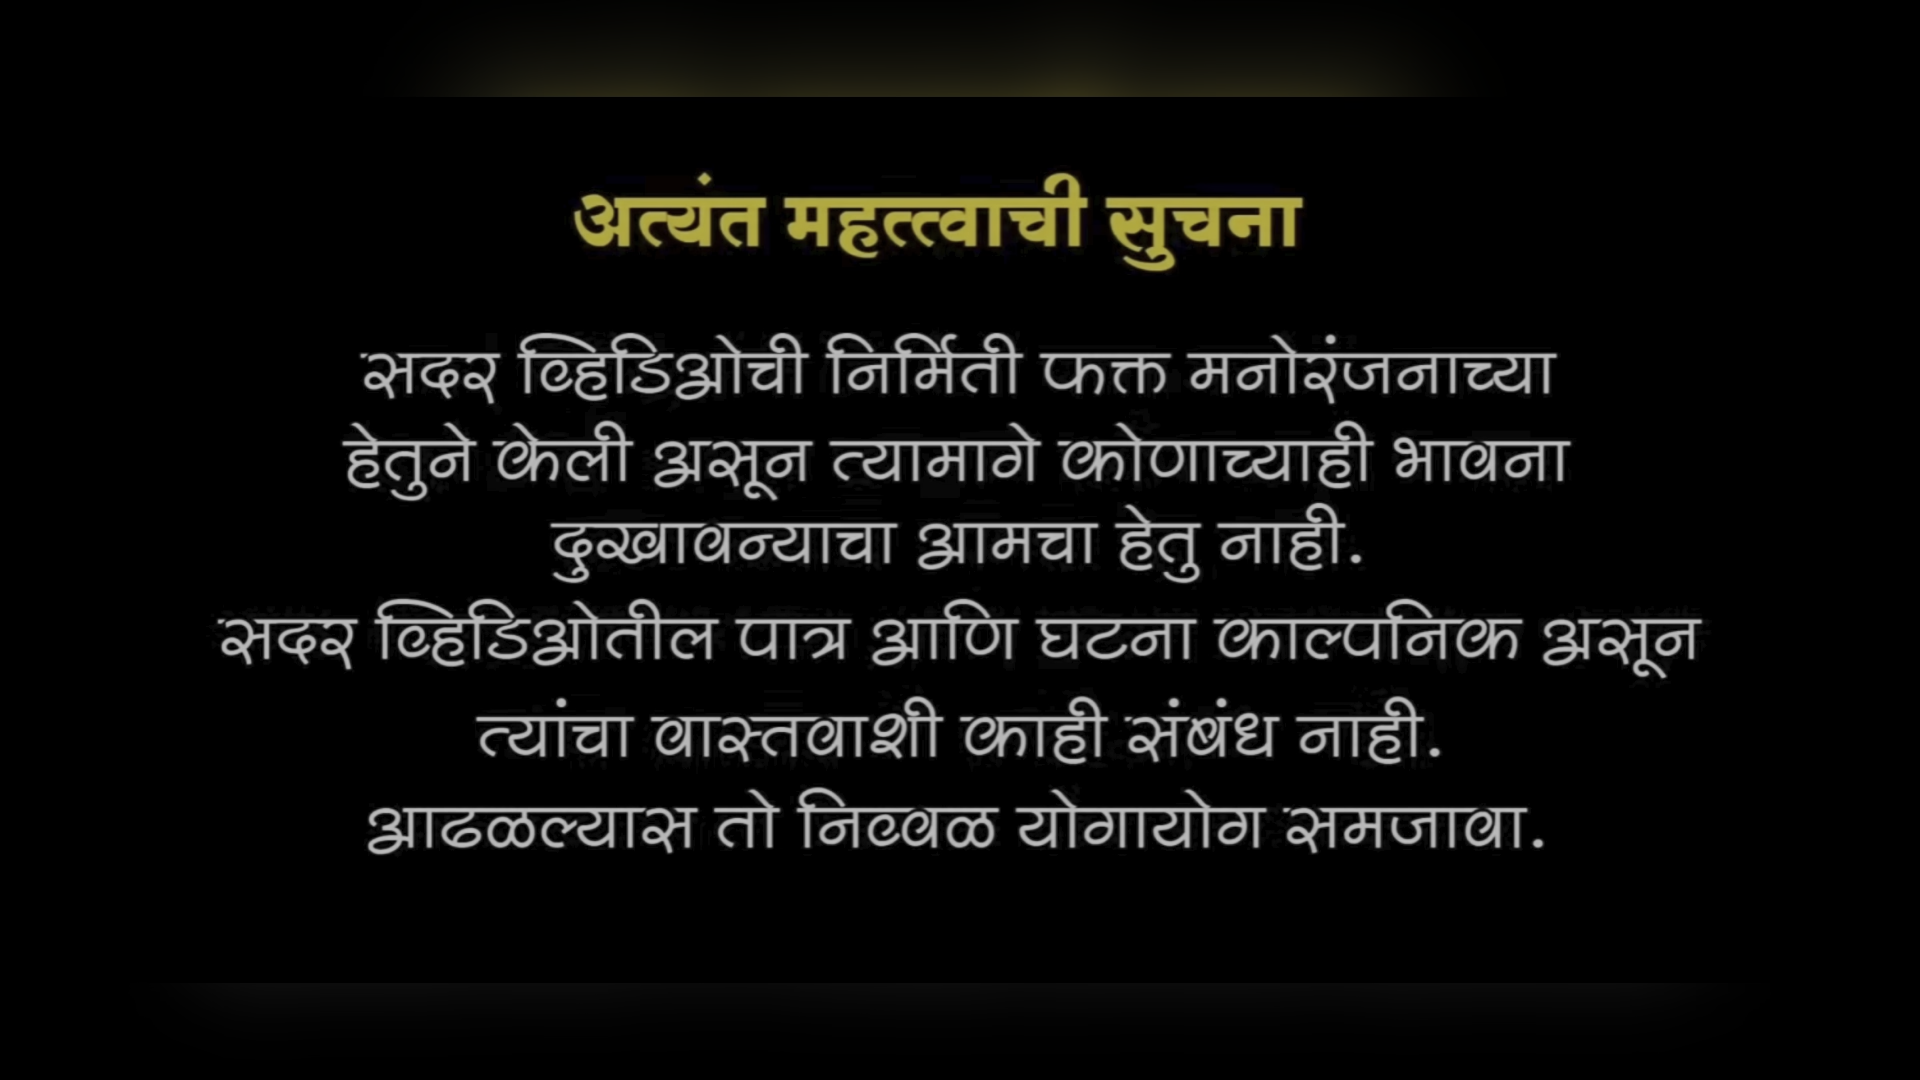 अत्यंत महत्त्वाची सुचना
सदर व्हिडिओची निर्मिती फक्त मनोरंजनाच्या
हेतुने केली असून त्यामागे कोणाच्याही भावना
दुखावन्याचा आमचा हेतु नाही.
सदर व्हिडिओतील पात्र आणि घटना काल्पनिक असून
त्यांचा वास्तवाशी काही संबंध नाही.
आढळल्यास तो निव्वळ योगायोग समजावा.